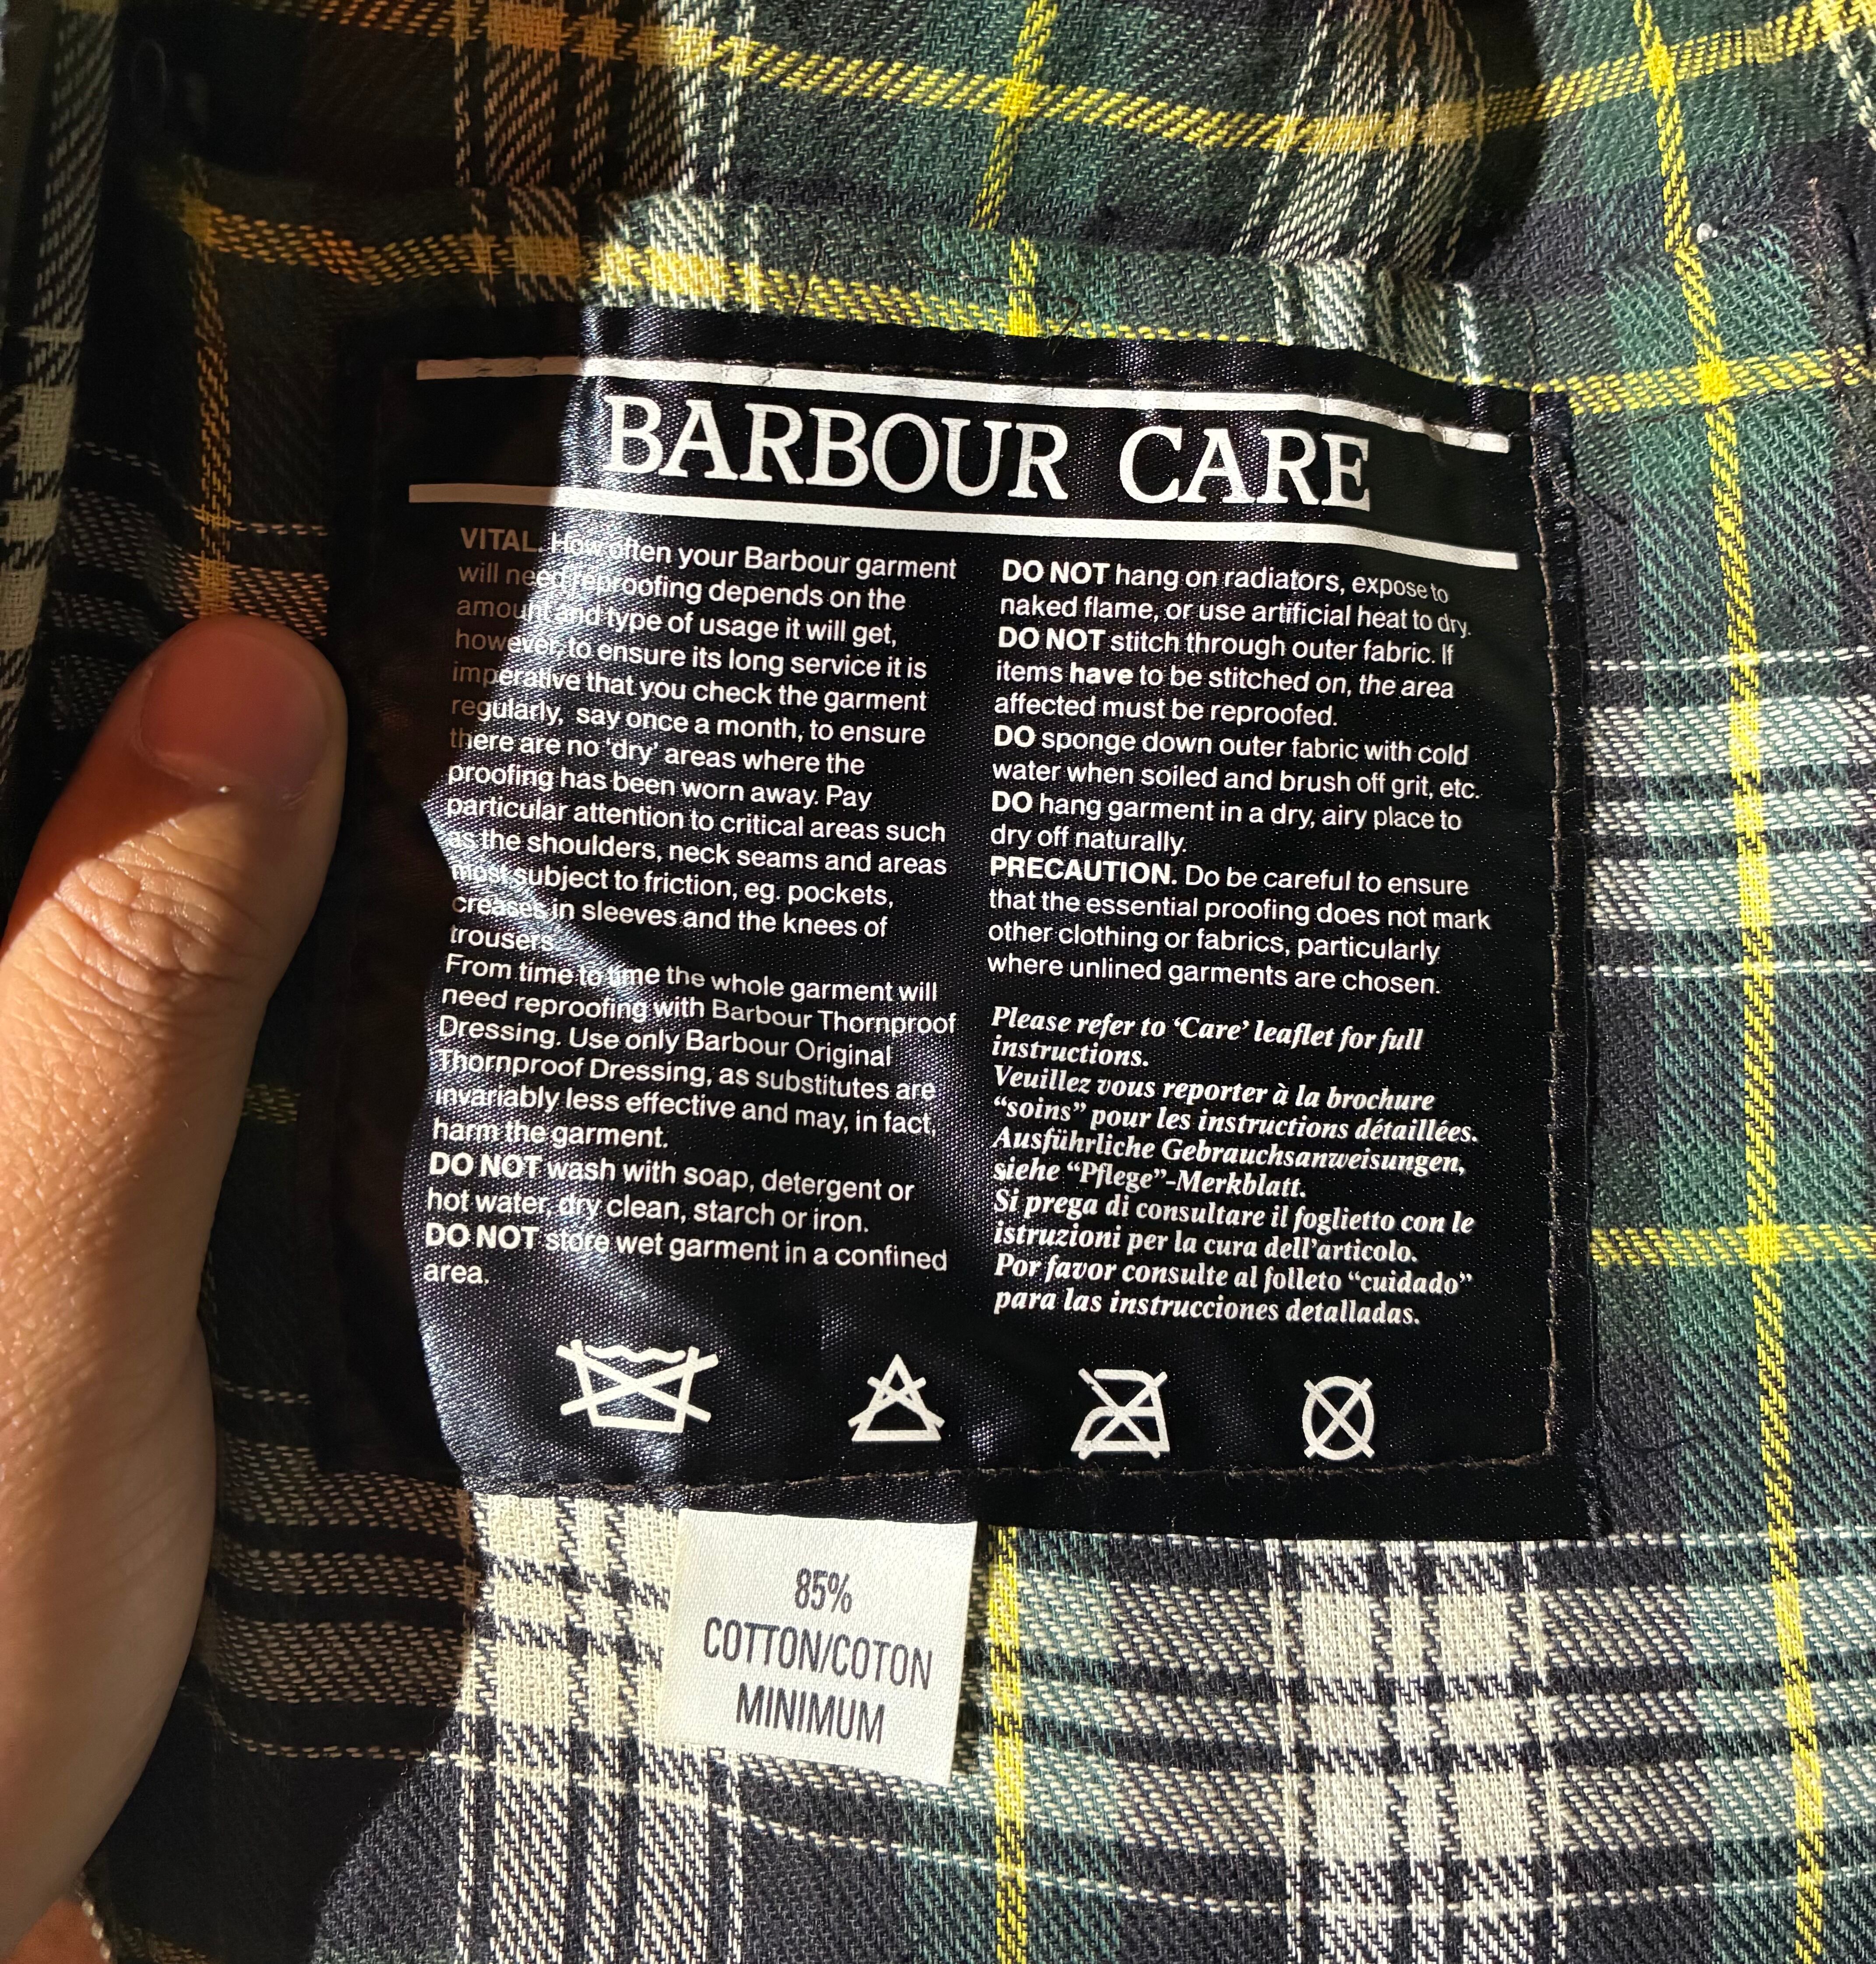 BARBOUR CARE
VITAL. How often your Barbour garment
will need reproofing depends on the
amount and type of usage it will get,
however, to ensure its long service it is
imperative that you check the garment
regularly, say once a month, to ensure
there are no ‘dry’ areas where the
proofing has been worn away. Pay
particular attention to critical areas such
as the shoulders, neck seams and areas
most subject to friction, eg. pockets,
creases in sleeves and the knees of
trousers.
From time to time the whole garment will
need reproofing with Barbour Thornproof
Dressing. Use only Barbour Original
Thornproof Dressing, as substitutes are
invariably less effective and may, in fact,
harm the garment.
DO NOT wash with soap, detergent or
hot water, dry clean, starch or iron.
DO NOT store wet garment in a confined
area.
DO NOT hang on radiators, expose to
naked flame, or use artificial heat to dry.
DO NOT stitch through outer fabric. If
items have to be stitched on, the area
affected must be reproofed.
DO sponge down outer fabric with cold
water when soiled and brush off grit, etc.
DO hang garment in a dry, airy place to
dry off naturally.
PRECAUTION. Do be careful to ensure
that the essential proofing does not mark
other clothing or fabrics, particularly
where unlined garments are chosen.
Please refer to ‘Care’ leaflet for full
instructions.
Veuillez vous reporter à la brochure
“soins” pour les instructions détaillées.
Ausführliche Gebrauchsanweisungen,
siehe “Pflege”-Merkblatt.
Si prega di consultare il foglietto con le
istruzioni per la cura dell’articolo.
Por favor consulte al folleto “cuidado”
para las instrucciones detalladas.
85%
COTTON/COTON
MINIMUM